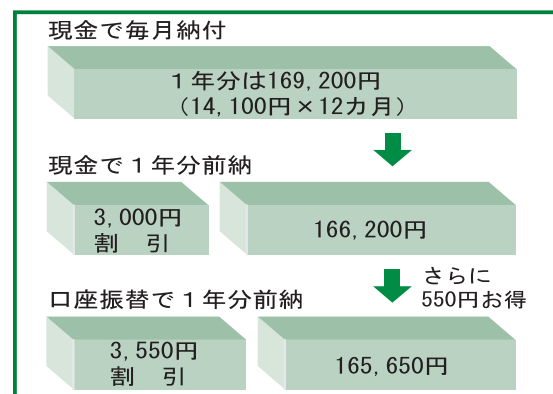 現金で毎月納付
1年分は169,200円
(14,100円×12カ月)
現金で1年分前納
3,000円
割 引
166,200円
さらに
550円お得
口座振替で1年分前納
3,550円
割 引
165,650円